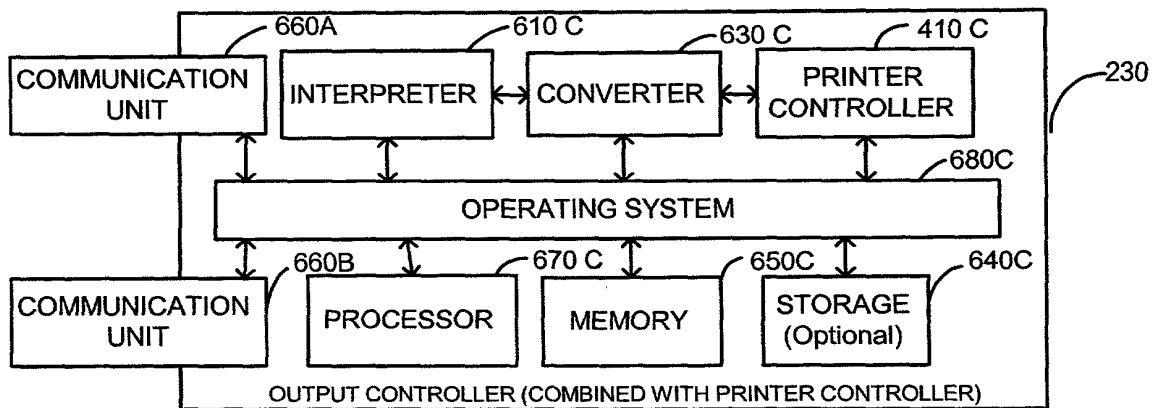 660A
610 C
630 C
410 C
COMMUNICATION
UNIT
INTERPRETER
CONVERTER
PRINTER
CONTROLLER
230
680C
OPERATING SYSTEM
660B
670 C
650C
640C
COMMUNICATION
UNIT
PROCESSOR
MEMORY
STORAGE
(Optional)
OUTPUT CONTROLLER (COMBINED WITH PRINTER CONTROLLER)